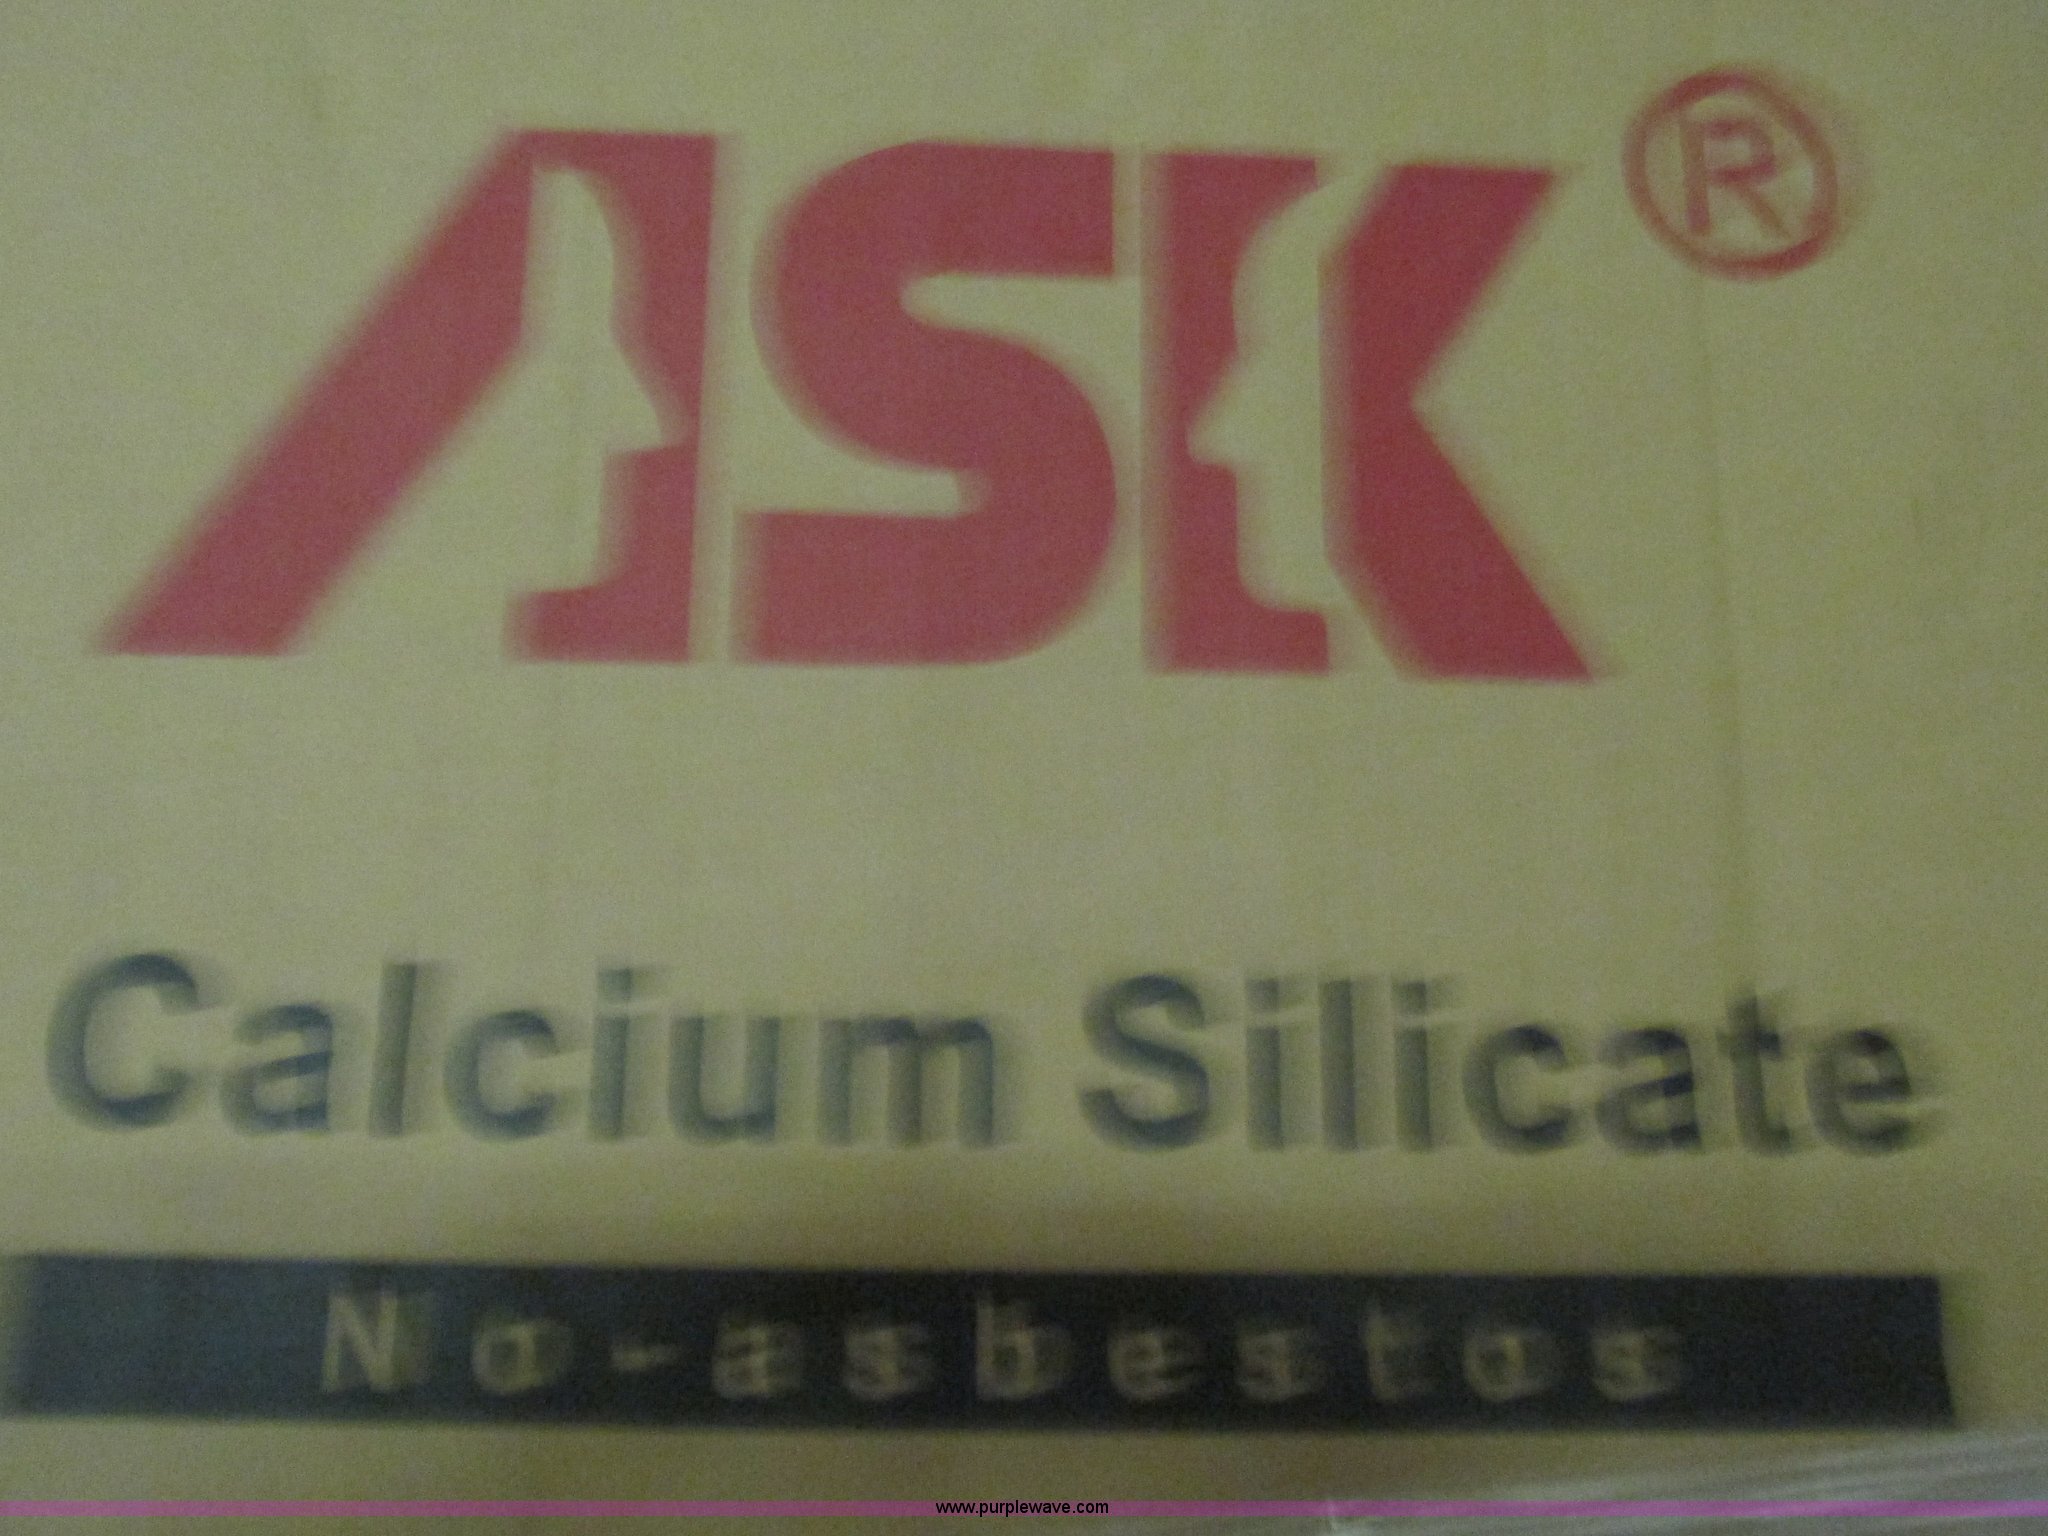 ASK®
Calcium Silicate
No-asbestos
www.purplewave.com